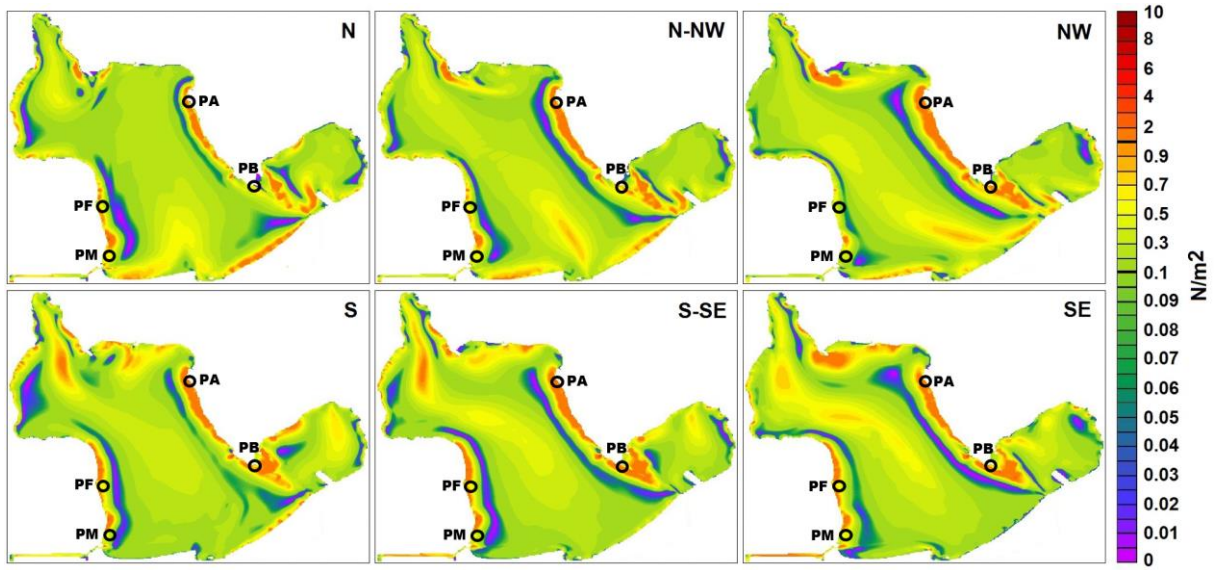 N
N-NW
NW
PA
PB
PF
PM
PA
PB
PF
PM
PA
PB
PF
PM
S
S-SE
SE
PA
PB
PF
PM
PA
PB
PF
PM
PA
PB
PF
PM
10
8
6
4
2
0.9
0.7
0.5
0.3
0.1
0.09
0.08
0.07
0.06
0.05
0.04
0.03
0.02
0.01
0
N/m2